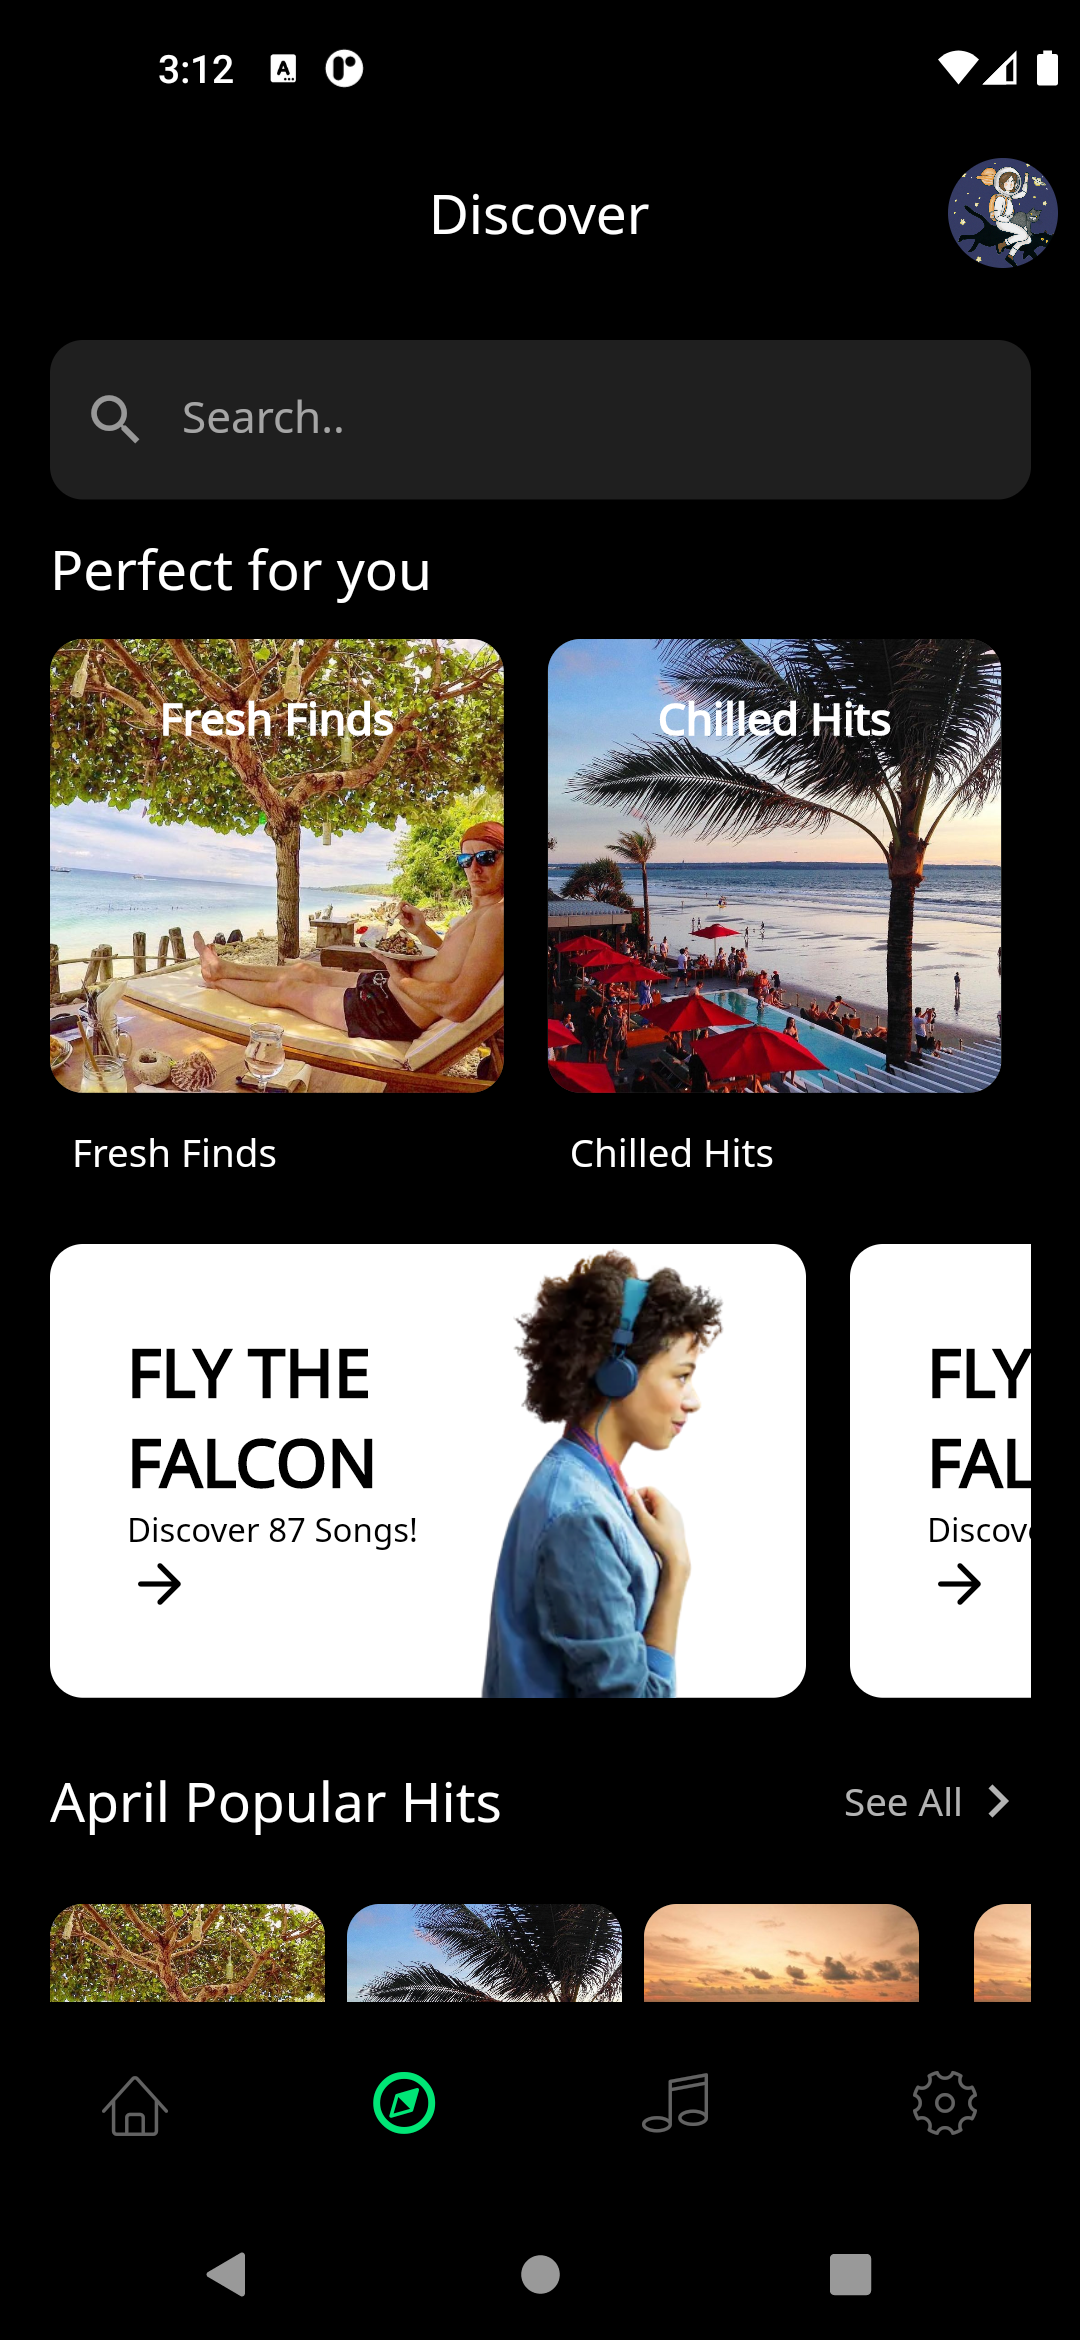 3:12
Discover
Search..
Perfect for you
Fresh Finds
Chilled Hits
Fresh Finds
Chilled Hits
FLY THE
FALCON
Discover 87 Songs!
FLY
FAL
Discov
April Popular Hits
See All